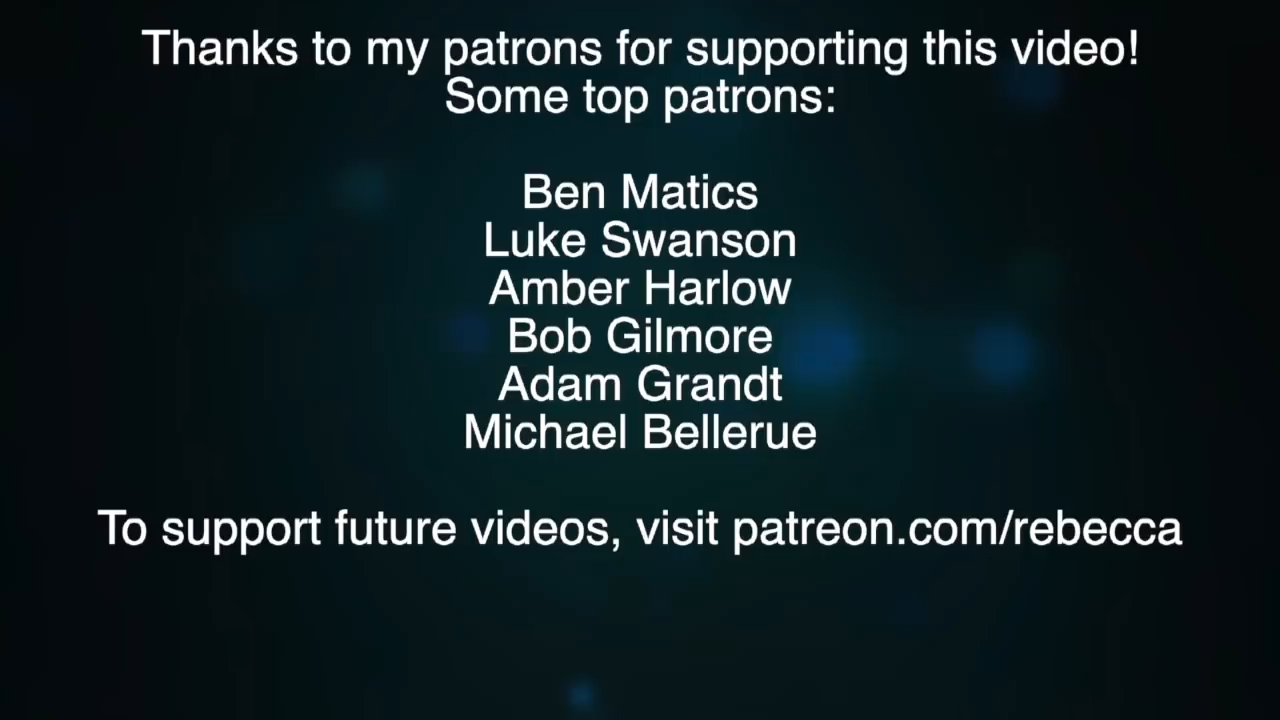 Thanks to my patrons for supporting this video!
Some top patrons:
Ben Matics
Luke Swanson
Amber Harlow
Bob Gilmore
Adam Grandt
Michael Bellerue
To support future videos, visit patreon.com/rebecca